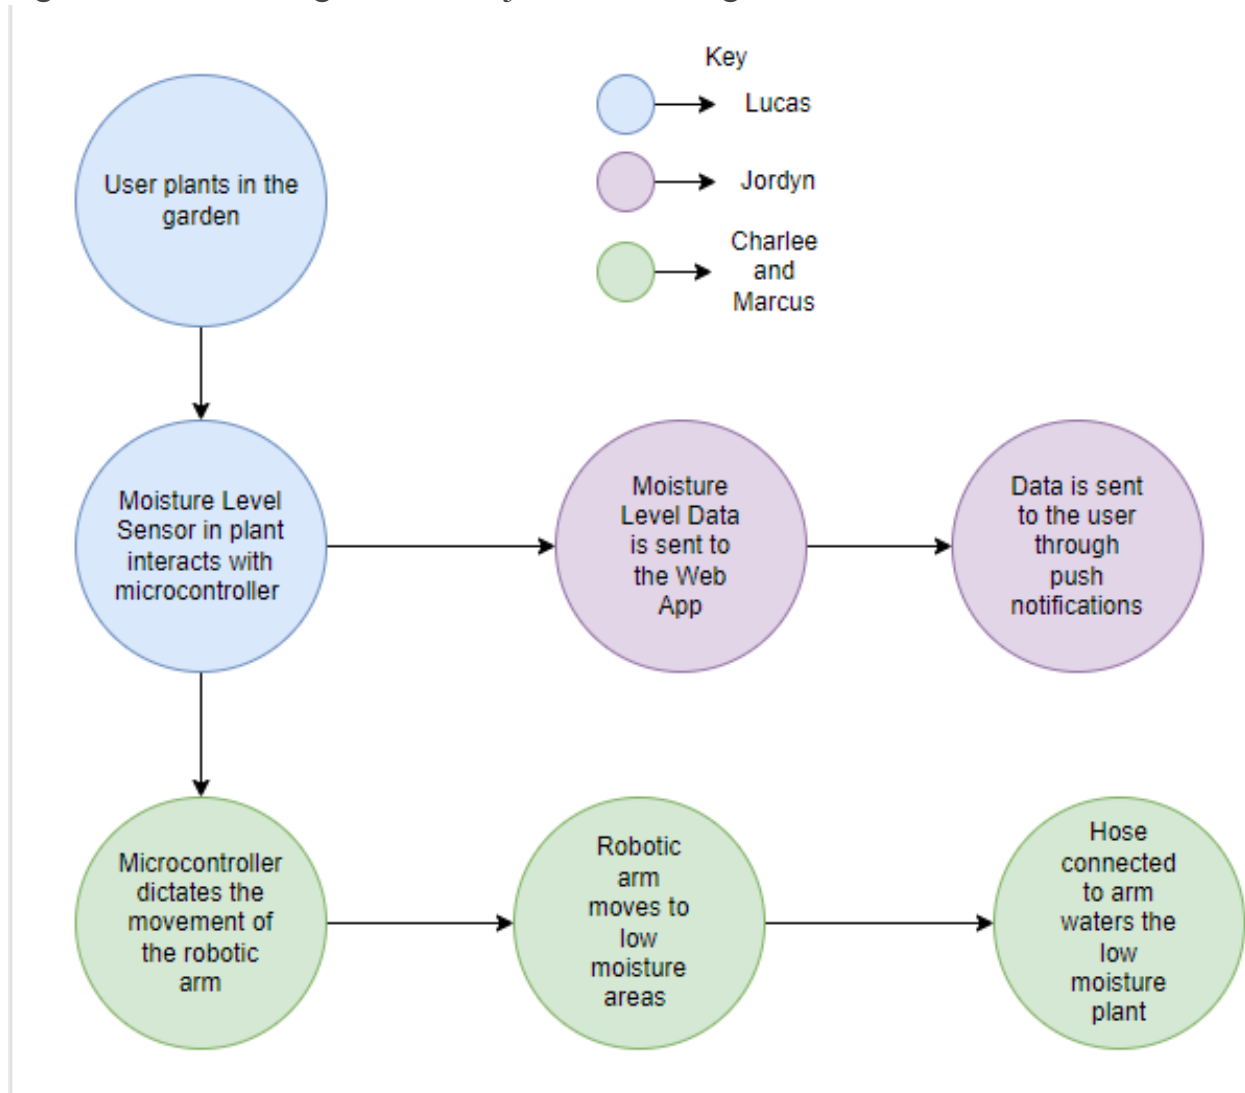 Key
Lucas
Jordyn
Charlee
and
Marcus
User plants in the
garden
Moisture Level
Sensor in plant
interacts with
microcontroller
Moisture
Level Data
is sent to
the Web
App
Data is sent
to the user
through
push
notifications
Microcontroller
dictates the
movement of
the robotic
arm
Robotic
arm
moves to
low
moisture
areas
Hose
connected
to arm
waters the
low
moisture
plant